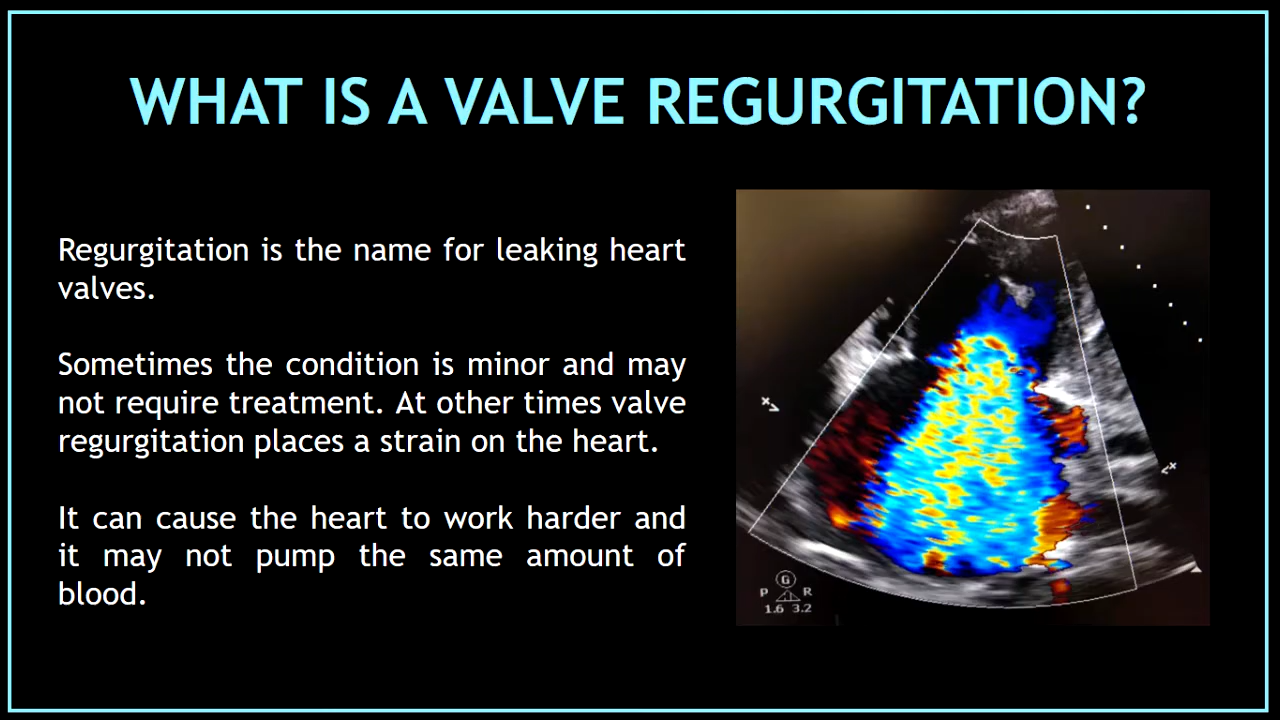 WHAT IS A VALVE REGURGITATION?
Regurgitation is the name for leaking heart
valves.
Sometimes the condition is minor and may
not require treatment. At other times valve
regurgitation places a strain on the heart.
It can cause the heart to work harder and
it may not pump the same amount of
blood.
G
P R
1.6 3.2